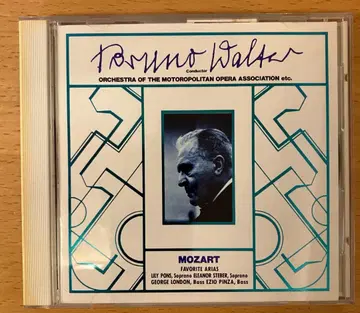 Bruno Walter
Conductor
ORCHESTRA OF THE MOTOROPOLITAN OPERA ASSOCIATION etc.
MOZART
FAVORITE ARIAS
LILY PONS, Soprano ELEANOR STEBER, Soprano
GEORGE LONDON, Bass EZIO PINZA, Bass